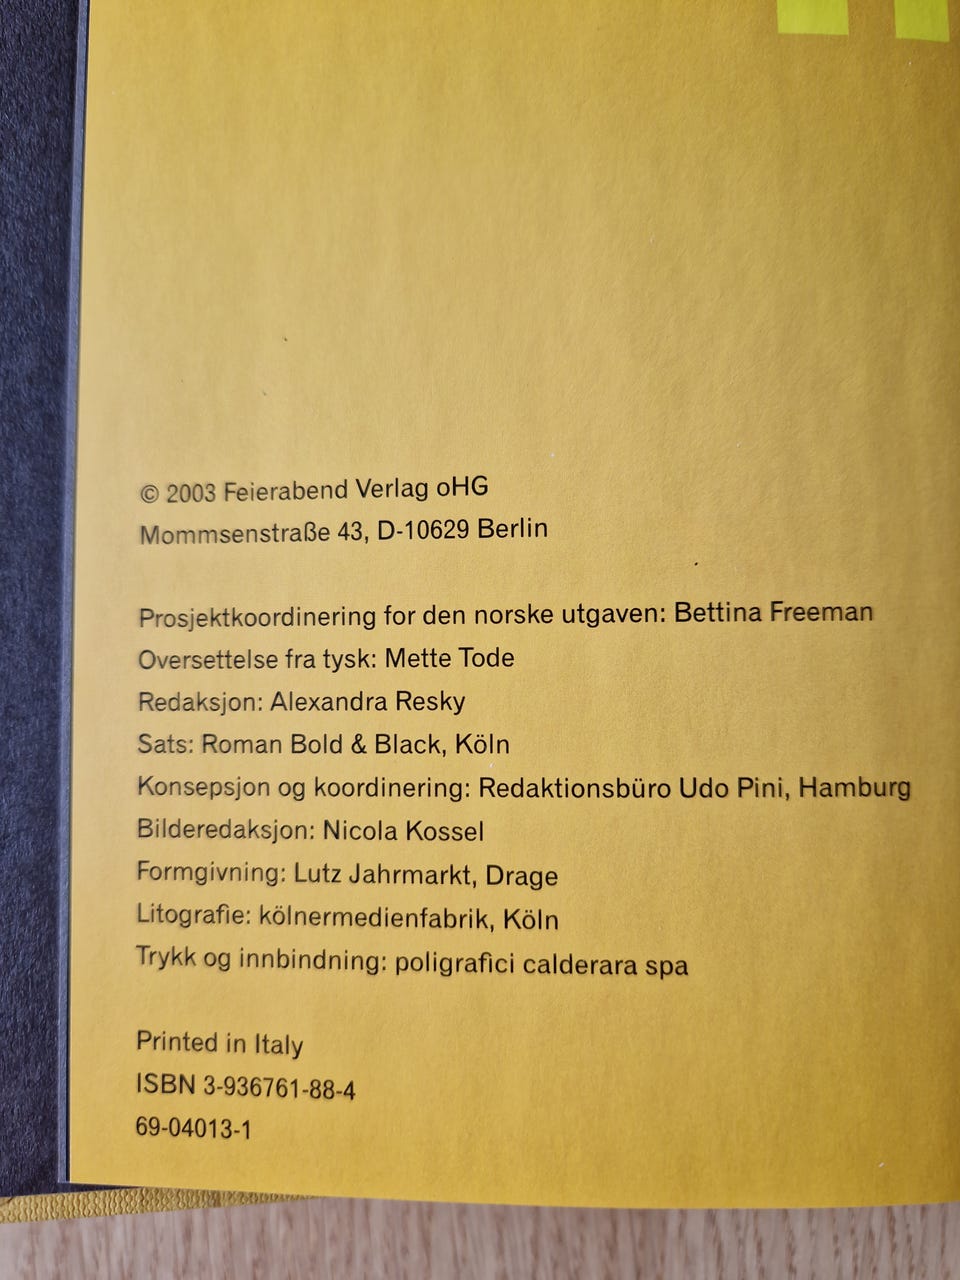 © 2003 Feierabend Verlag oHG
Mommsenstraße 43, D-10629 Berlin
Prosjektkoordinering for den norske utgaven: Bettina Freeman
Oversettelse fra tysk: Mette Tode
Redaksjon: Alexandra Resky
Sats: Roman Bold & Black, Köln
Konsepsjon og koordinering: Redaktionsbüro Udo Pini, Hamburg
Bilderedaksjon: Nicola Kossel
Formgivning: Lutz Jahrmarkt, Drage
Litografie: kölnermedienfabrik, Köln
Trykk og innbindning: poligrafici calderara spa
Printed in Italy
ISBN 3-936761-88-4
69-04013-1